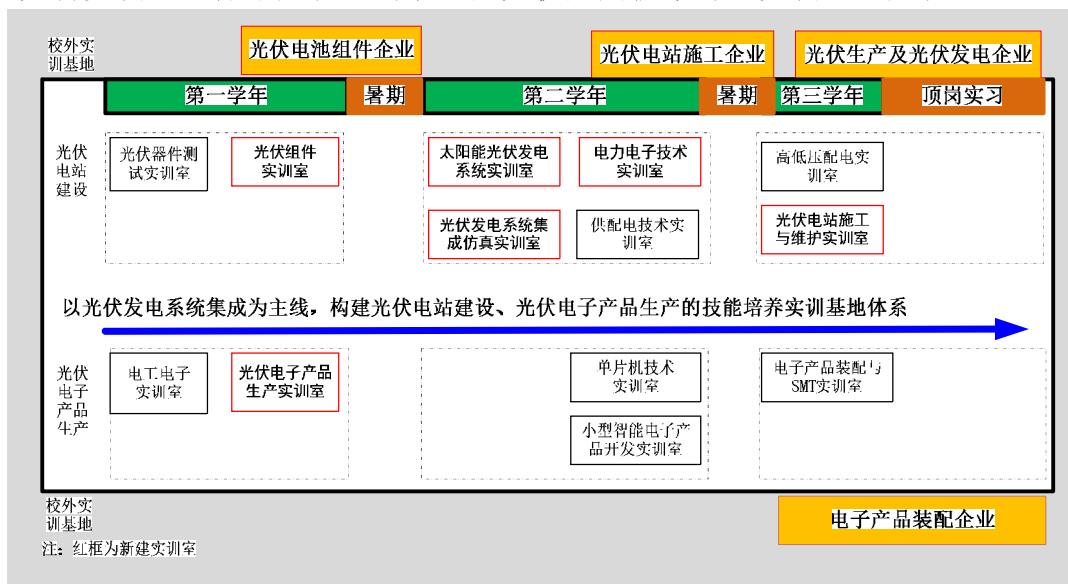 校外实
训基地
光伏电池组件企业
光伏电站施工企业
光伏生产及光伏发电企业
第一学年
暑期
第二学年
暑期
第三学年
顶岗实习
光伏
电站
建设
光伏器件测
试实训室
光伏组件
实训室
太阳能光伏发电
系统实训室
电力电子技术
实训室
高低压配电实
训室
光伏发电系统集
成仿真实训室
供配电技术实
训室
光伏电站施工
与维护实训室
以光伏发电系统集成为主线，构建光伏电站建设、光伏电子产品生产的技能培养实训基地体系
光伏
电子
产品
生产
电工电子
实训室
光伏电子产品
生产实训室
单片机技术
实训室
电子产品装配与
SMT实训室
小型智能电子产
品开发实训室
校外实
训基地
电子产品装配企业
注：红框为新建实训室